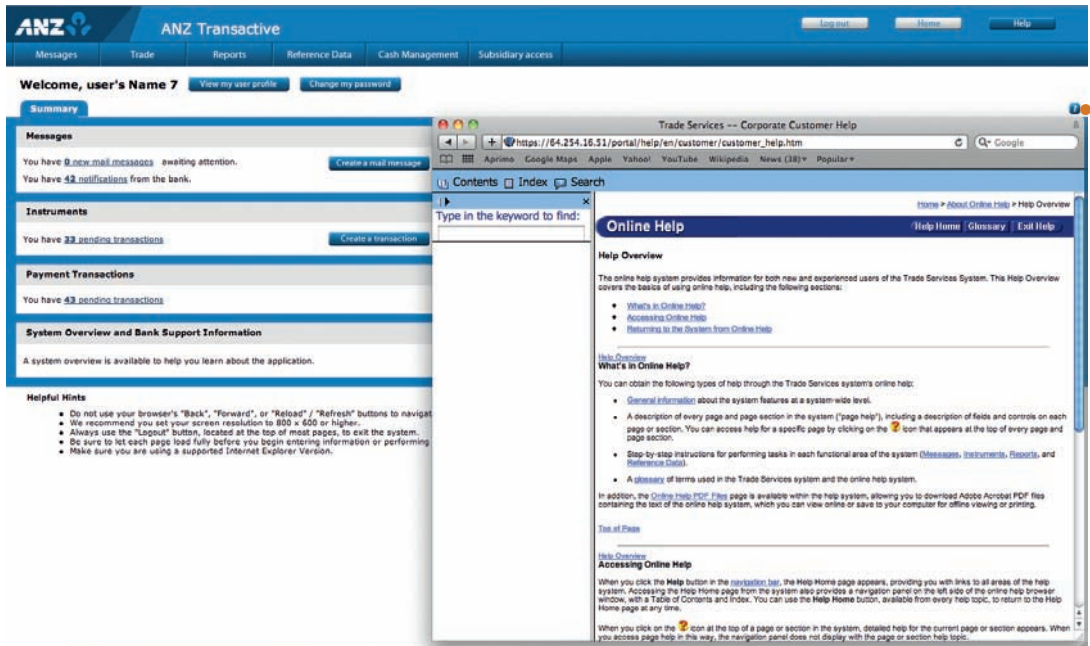 ANZ
ANZ Transactive
Log out
Home
Help
Messages
Trade
Reports
Reference Data
Cash Management
Subsidiary access
Welcome, user's Name 7
View my user profile
Change my password
Summary
Messages
You have 0 new mail messages awaiting attention.
Create a mail message
You have 42 notifications from the bank.
Instruments
You have 33 pending transactions
Create a transaction
Payment Transactions
You have 43 pending transactions
System Overview and Bank Support Information
A system overview is available to help you learn about the application.
Helpful Hints
Do not use your browser's "Back", "Forward", or "Reload" / "Refresh" buttons to navigat
We recommend you set your screen resolution to 800 x 600 or higher.
Always use the "Logout" button, located at the top of most pages, to exit the system.
Be sure to let each page load fully before you begin entering information or performing
Make sure you are using a supported Internet Explorer Version.
Trade Services -- Corporate Customer Help
https://64.254.16.51/portal/help/en/customer/customer_help.htm
Google
Aprimo Google Maps Apple Yahoo! YouTube Wikipedia News (38) Popular
Contents Index Search
Type in the keyword to find:
Home > About Online Help > Help Overview
Online Help
Help Home Glossary Exit Help
Help Overview
The online help system provides information for both new and experienced users of the Trade Services System. This Help Overview
covers the basics of using online help, including the following sections:
What's in Online Help?
Accessing Online Help
Returning to the System from Online Help
Help Overview
What's in Online Help?
You can obtain the following types of help through the Trade Services system's online help:
General information about the system features at a system-wide level.
A description of every page and page section in the system ("page help"), including a description of fields and controls on each
page or section. You can access help for a specific page by clicking on the ? icon that appears at the top of every page and
page section.
Step-by-step instructions for performing tasks in each functional area of the system (Messages, Instruments, Reports, and
Reference Data).
A glossary of terms used in the Trade Services system and the online help system.
In addition, the Online Help PDF Files page is available within the help system, allowing you to download Adobe Acrobat PDF files
containing the text of the online help system, which you can view online or save to your computer for offline viewing or printing.
Top of Page
Help Overview
Accessing Online Help
When you click the Help button in the navigation bar, the Help Home page appears, providing you with links to all areas of the help
system. Accessing the Help Home page from the system also provides a navigation panel on the left side of the online help browser
window, with a Table of Contents and Index. You can use the Help Home button, available from every help topic, to return to the Help
Home page at any time.
When you click on the ? icon at the top of a page or section in the system, detailed help for the current page or section appears. When
you access page help in this way, the navigation panel does not display with the page or section help topic.